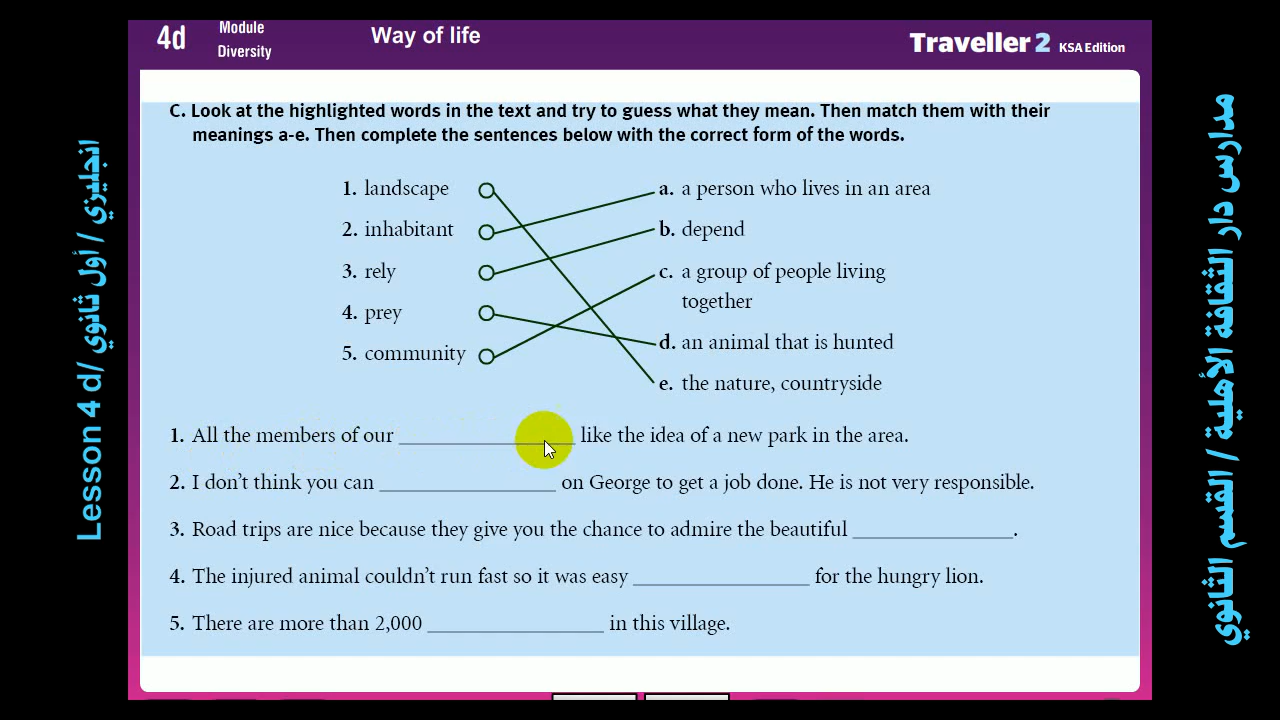 4d
Module
Diversity
Way of life
Traveller 2 KSA Edition
C. Look at the highlighted words in the text and try to guess what they mean. Then match them with their
meanings a-e. Then complete the sentences below with the correct form of the words.
1. landscape
2. inhabitant
3. rely
4. prey
5. community
a. a person who lives in an area
b. depend
c. a group of people living
together
d. an animal that is hunted
e. the nature, countryside
1. All the members of our ________________ like the idea of a new park in the area.
2. I don't think you can ________________ on George to get a job done. He is not very responsible.
3. Road trips are nice because they give you the chance to admire the beautiful ________________.
4. The injured animal couldn't run fast so it was easy ________________ for the hungry lion.
5. There are more than 2,000 ________________ in this village.
Lesson 4 d/ انجليزي / أول ثانوي
مدارس دار الثقافة الأهلية / القسم الثانوي